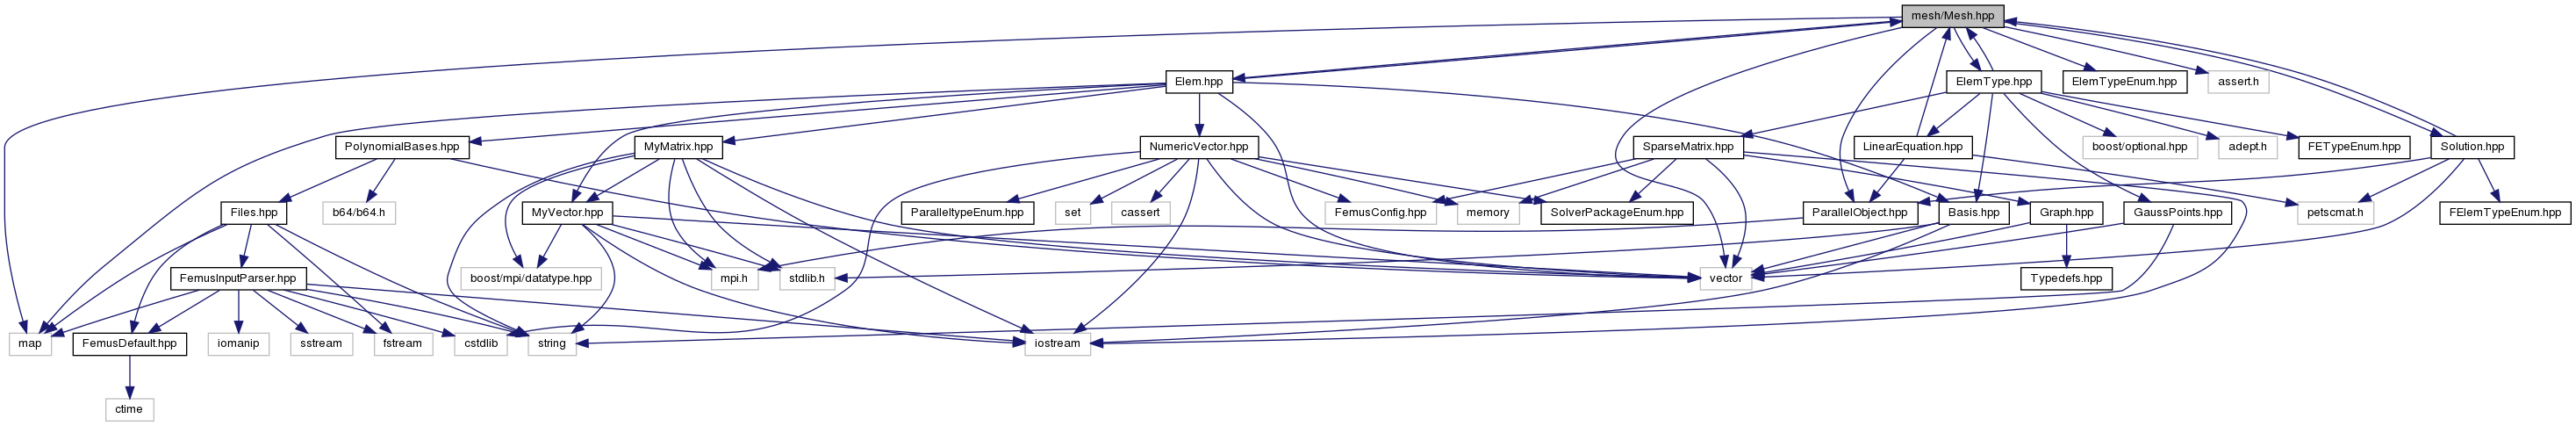 mesh/Mesh.hpp
Elem.hpp
ElemType.hpp
ElemTypeEnum.hpp
assert.h
PolynomialBases.hpp
MyMatrix.hpp
NumericVector.hpp
SparseMatrix.hpp
LinearEquation.hpp
boost/optional.hpp
adept.h
FETypeEnum.hpp
Solution.hpp
Files.hpp
b64/b64.h
MyVector.hpp
ParalleltypeEnum.hpp
set
cassert
FemusConfig.hpp
memory
SolverPackageEnum.hpp
ParallelObject.hpp
Basis.hpp
Graph.hpp
GaussPoints.hpp
petscmat.h
FElemTypeEnum.hpp
FemusInputParser.hpp
boost/mpi/datatype.hpp
mpi.h
stdlib.h
vector
Typedefs.hpp
map
FemusDefault.hpp
iomanip
sstream
fstream
cstdlib
string
iostream
ctime